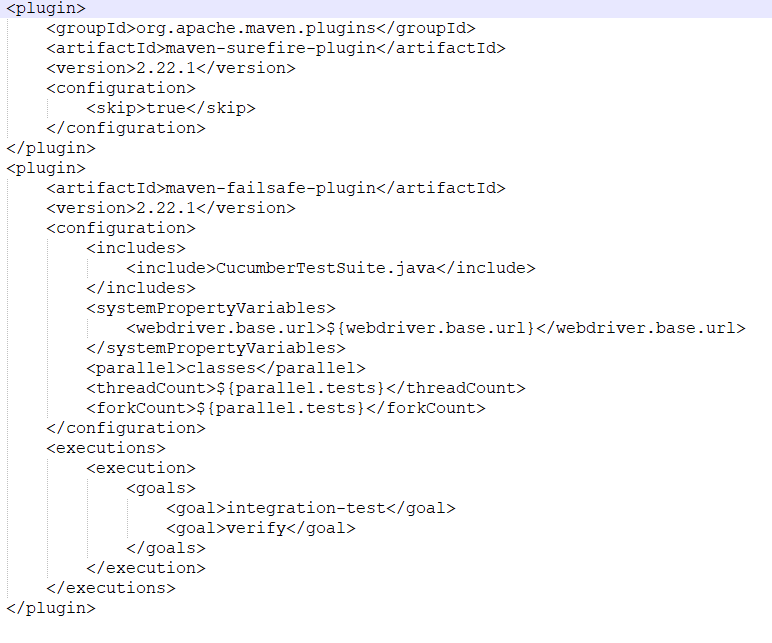 <plugin>
    <groupId>org.apache.maven.plugins</groupId>
    <artifactId>maven-surefire-plugin</artifactId>
    <version>2.22.1</version>
    <configuration>
        <skip>true</skip>
    </configuration>
</plugin>
<plugin>
    <artifactId>maven-failsafe-plugin</artifactId>
    <version>2.22.1</version>
    <configuration>
        <includes>
            <include>CucumberTestSuite.java</include>
        </includes>
        <systemPropertyVariables>
            <webdriver.base.url>${webdriver.base.url}</webdriver.base.url>
        </systemPropertyVariables>
        <parallel>classes</parallel>
        <threadCount>${parallel.tests}</threadCount>
        <forkCount>${parallel.tests}</forkCount>
    </configuration>
    <executions>
        <execution>
            <goals>
                <goal>integration-test</goal>
                <goal>verify</goal>
            </goals>
        </execution>
    </executions>
</plugin>